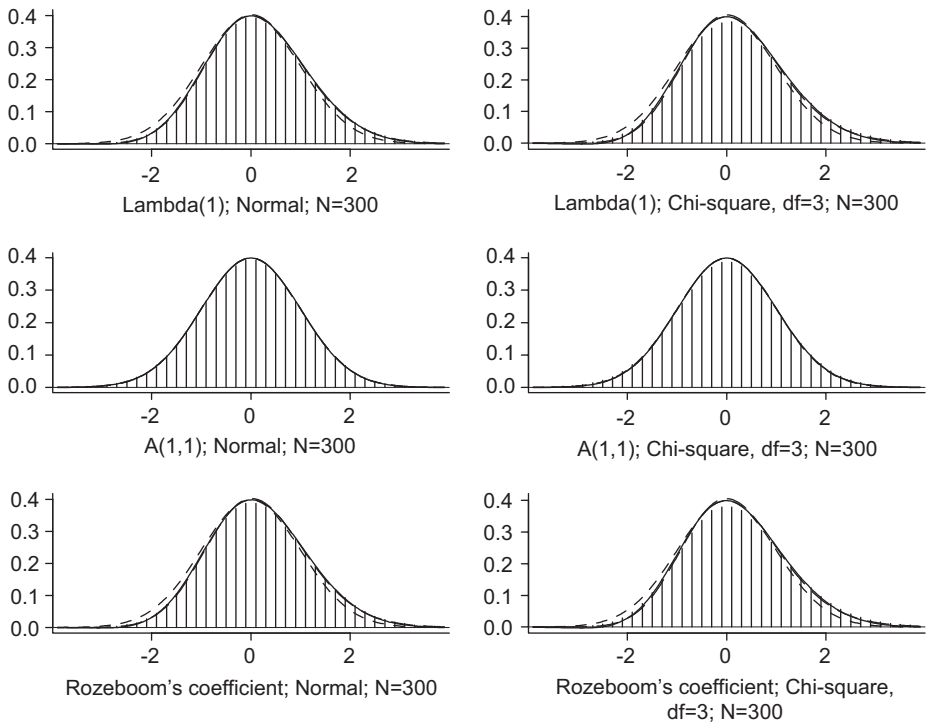 0.4
0.3
0.2
0.1
0.0
-2 0 2
Lambda(1); Normal; N=300
0.4
0.3
0.2
0.1
0.0
-2 0 2
Lambda(1); Chi-square, df=3; N=300
0.4
0.3
0.2
0.1
0.0
-2 0 2
A(1,1); Normal; N=300
0.4
0.3
0.2
0.1
0.0
-2 0 2
A(1,1); Chi-square, df=3; N=300
0.4
0.3
0.2
0.1
0.0
-2 0 2
Rozeboom's coefficient; Normal; N=300
0.4
0.3
0.2
0.1
0.0
-2 0 2
Rozeboom's coefficient; Chi-square,
df=3; N=300